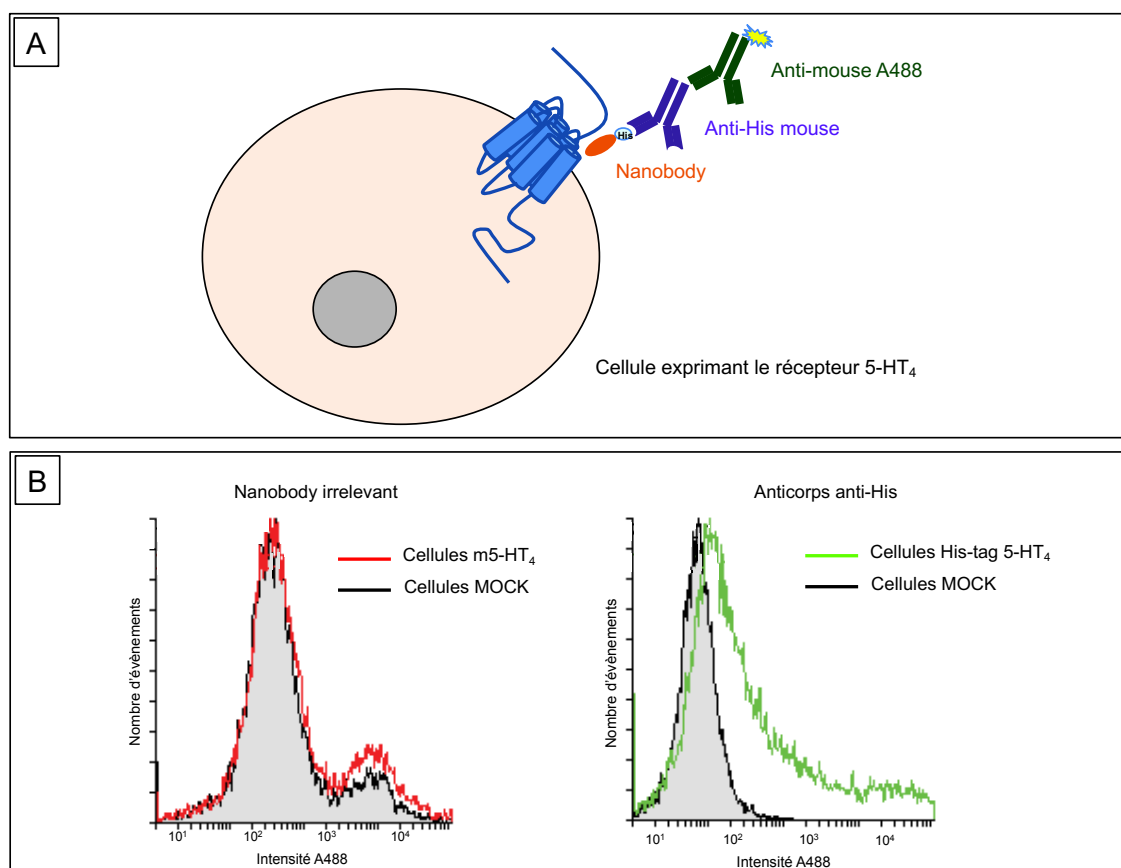 A
Anti-mouse A488
His
Anti-His mouse
Nanobody
Cellule exprimant le récepteur 5-HT₄
B
Nanobody irrelevant
Cellules m5-HT₄
Cellules MOCK
Nombre d'évènements
10¹ 10² 10³ 10⁴
Intensité A488
Anticorps anti-His
Cellules His-tag 5-HT₄
Cellules MOCK
Nombre d'évènements
10¹ 10² 10³ 10⁴
Intensité A488